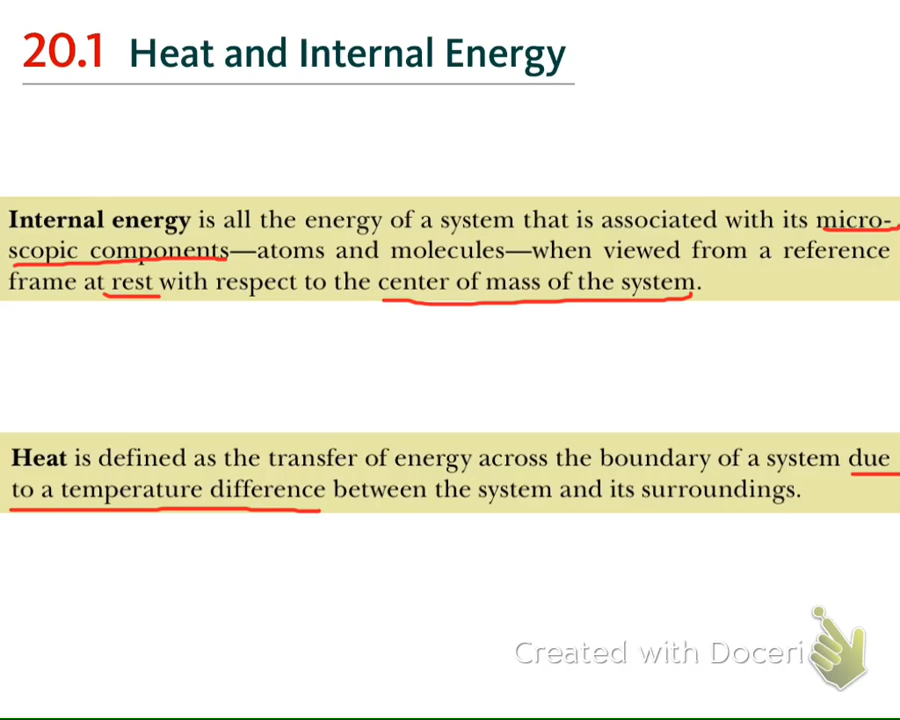 20.1 Heat and Internal Energy
Internal energy is all the energy of a system that is associated with its micro-
scopic components—atoms and molecules—when viewed from a reference
frame at rest with respect to the center of mass of the system.
Heat is defined as the transfer of energy across the boundary of a system due
to a temperature difference between the system and its surroundings.
Created with Doceri